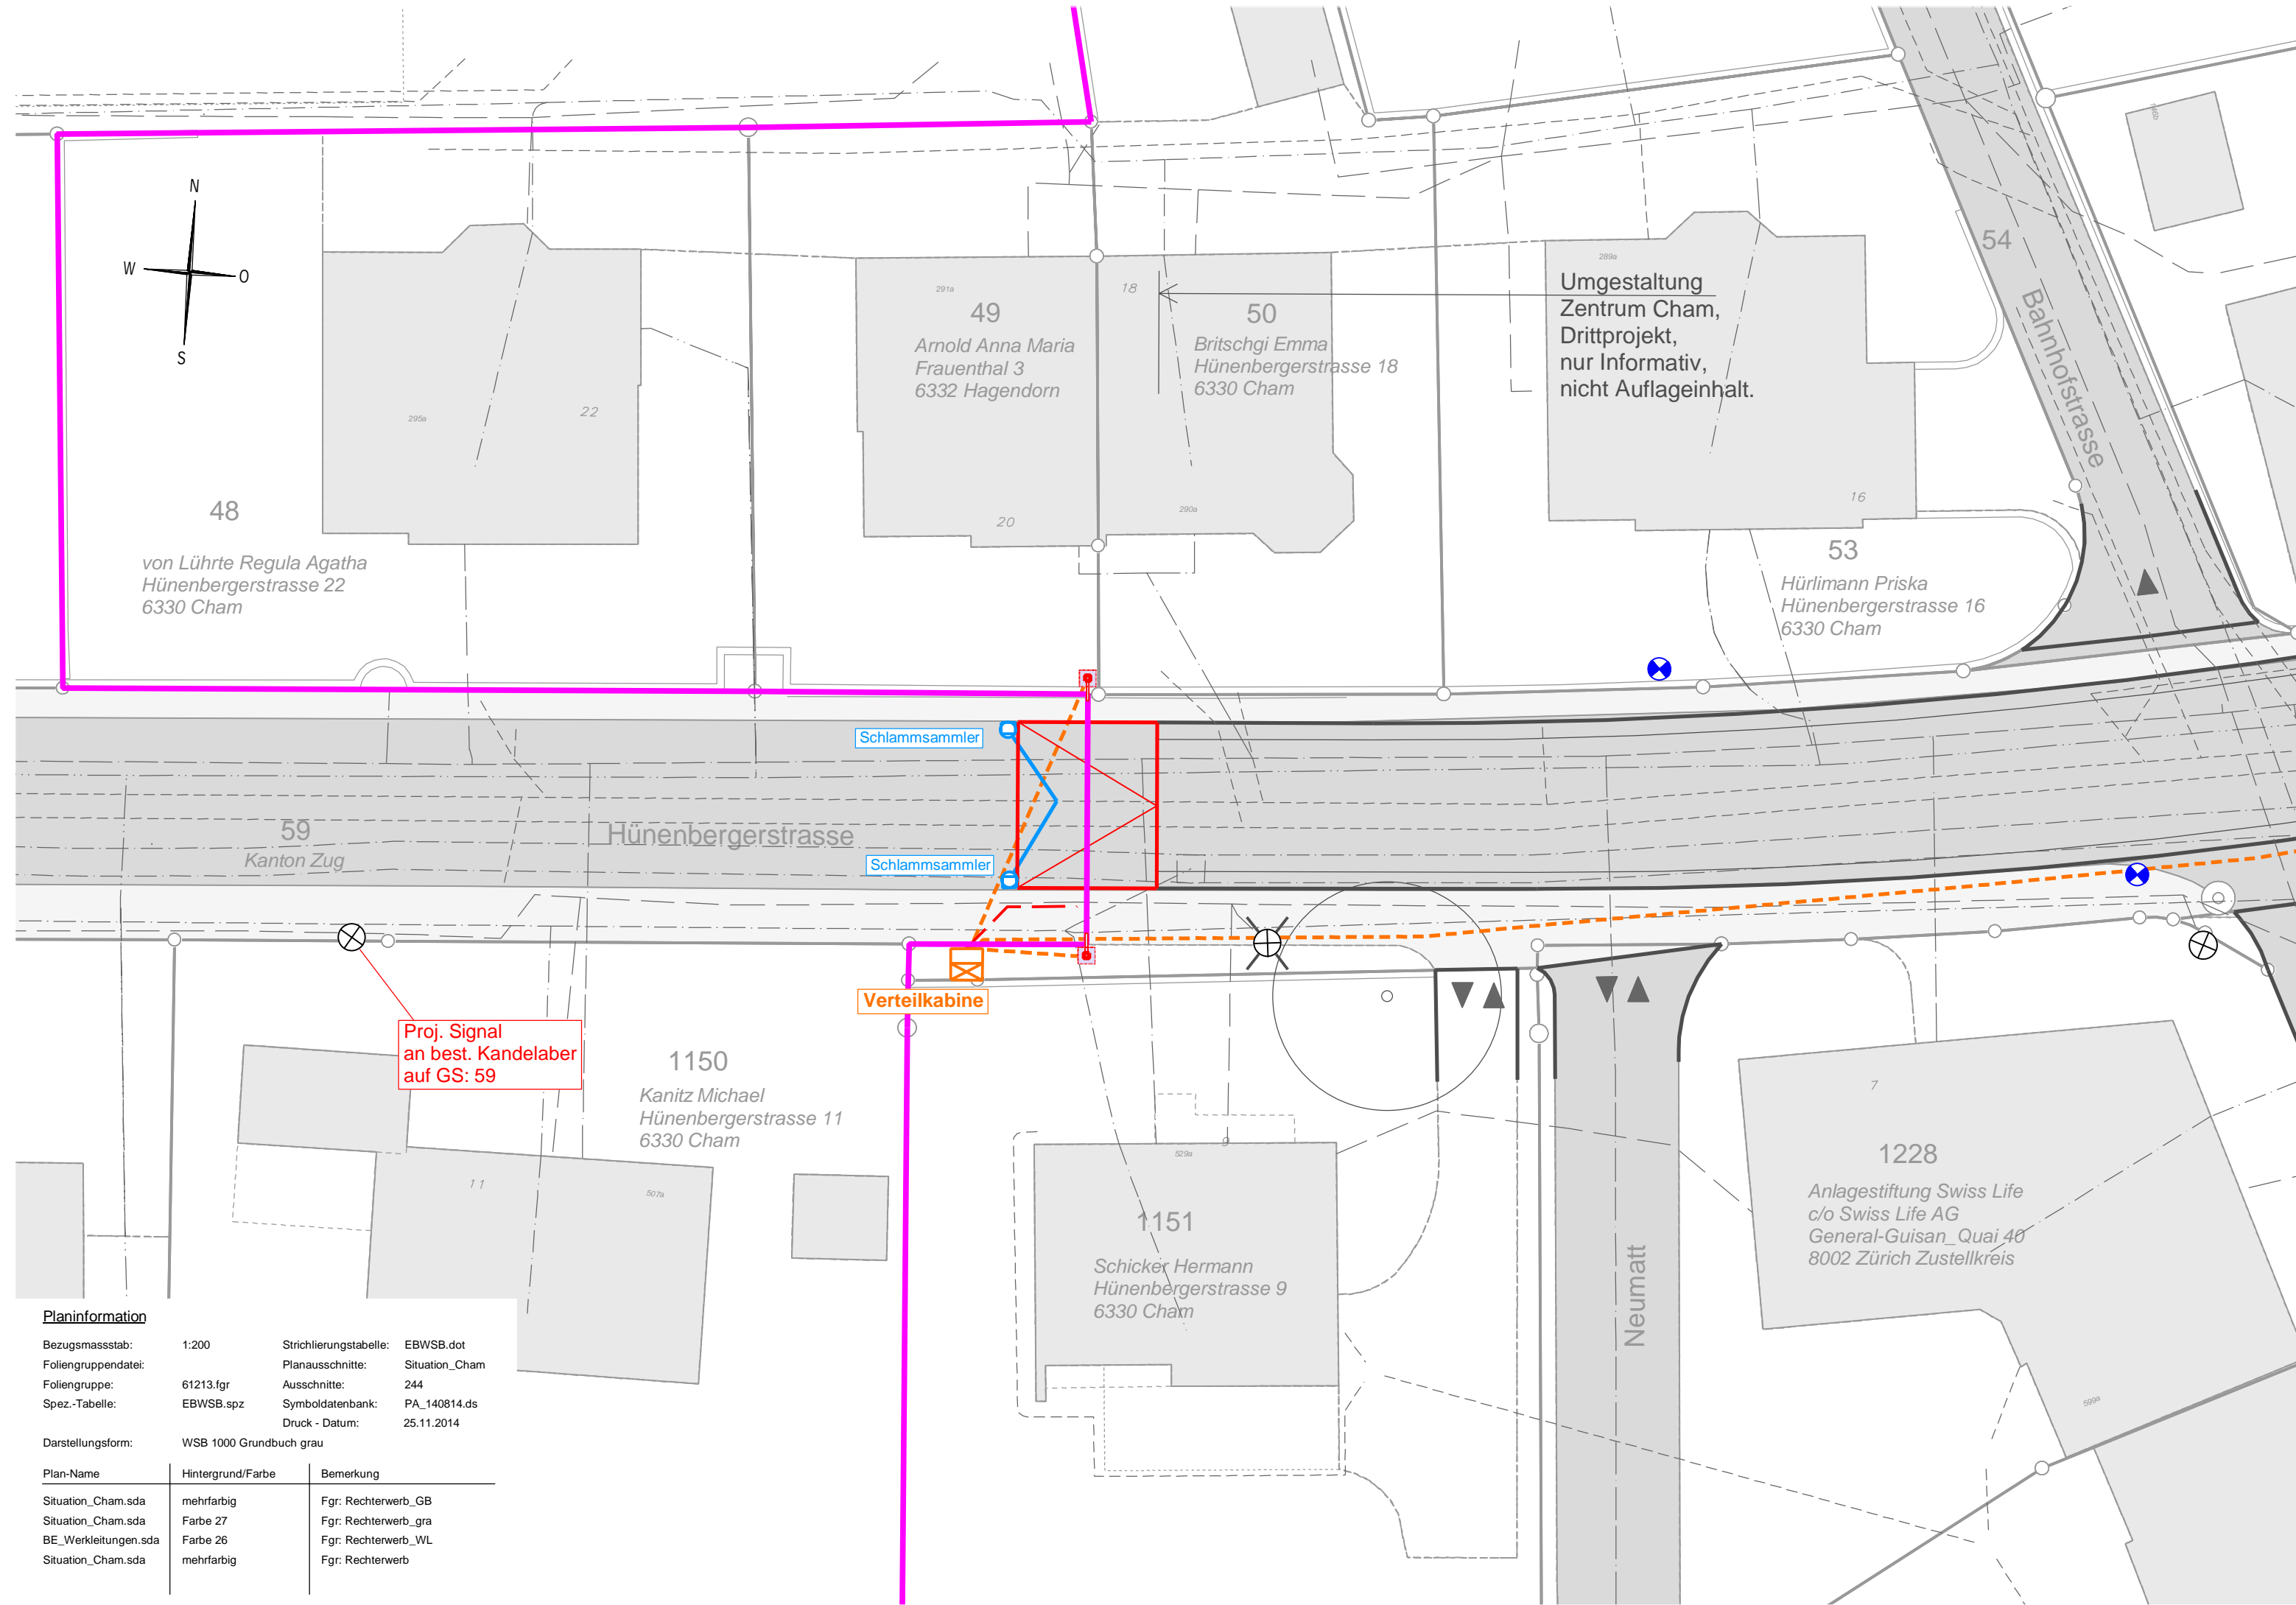 766b
N
W
O
S
54
289a
Umgestaltung
Zentrum Cham,
Drittprojekt,
nur Informativ,
nicht Auflageinhalt.
Bahnhofstrasse
291a
49
Arnold Anna Maria
Frauenthal 3
6332 Hagendorn
20
18
50
Britschgi Emma
Hünenbergerstrasse 18
6330 Cham
290a
295a
22
16
48
von Lührte Regula Agatha
Hünenbergerstrasse 22
6330 Cham
53
Hürlimann Priska
Hünenbergerstrasse 16
6330 Cham
Schlammsammler
59
Kanton Zug
Hünenbergerstrasse
Schlammsammler
Verteilkabine
Proj. Signal
an best. Kandelaber
auf GS: 59
1150
Kanitz Michael
Hünenbergerstrasse 11
6330 Cham
11
507a
9
529a
1151
Schicker Hermann
Hünenbergerstrasse 9
6330 Cham
Neumatt
7
1228
Anlagestiftung Swiss Life
c/o Swiss Life AG
General-Guisan_Quai 40
8002 Zürich Zustellkreis
599a
Planinformation
Bezugsmassstab: 1:200 Strichlierungstabelle: EBWSB.dot
Foliengruppendatei: Planausschnitte: Situation_Cham
Foliengruppe: 61213.fgr Ausschnitte: 244
Spez.-Tabelle: EBWSB.spz Symboldatenbank: PA_140814.ds
Druck - Datum: 25.11.2014
Darstellungsform: WSB 1000 Grundbuch grau
Plan-Name Hintergrund/Farbe Bemerkung
Situation_Cham.sda mehrfarbig Fgr: Rechterwerb_GB
Situation_Cham.sda Farbe 27 Fgr: Rechterwerb_gra
BE_Werkleitungen.sda Farbe 26 Fgr: Rechterwerb_WL
Situation_Cham.sda mehrfarbig Fgr: Rechterwerb